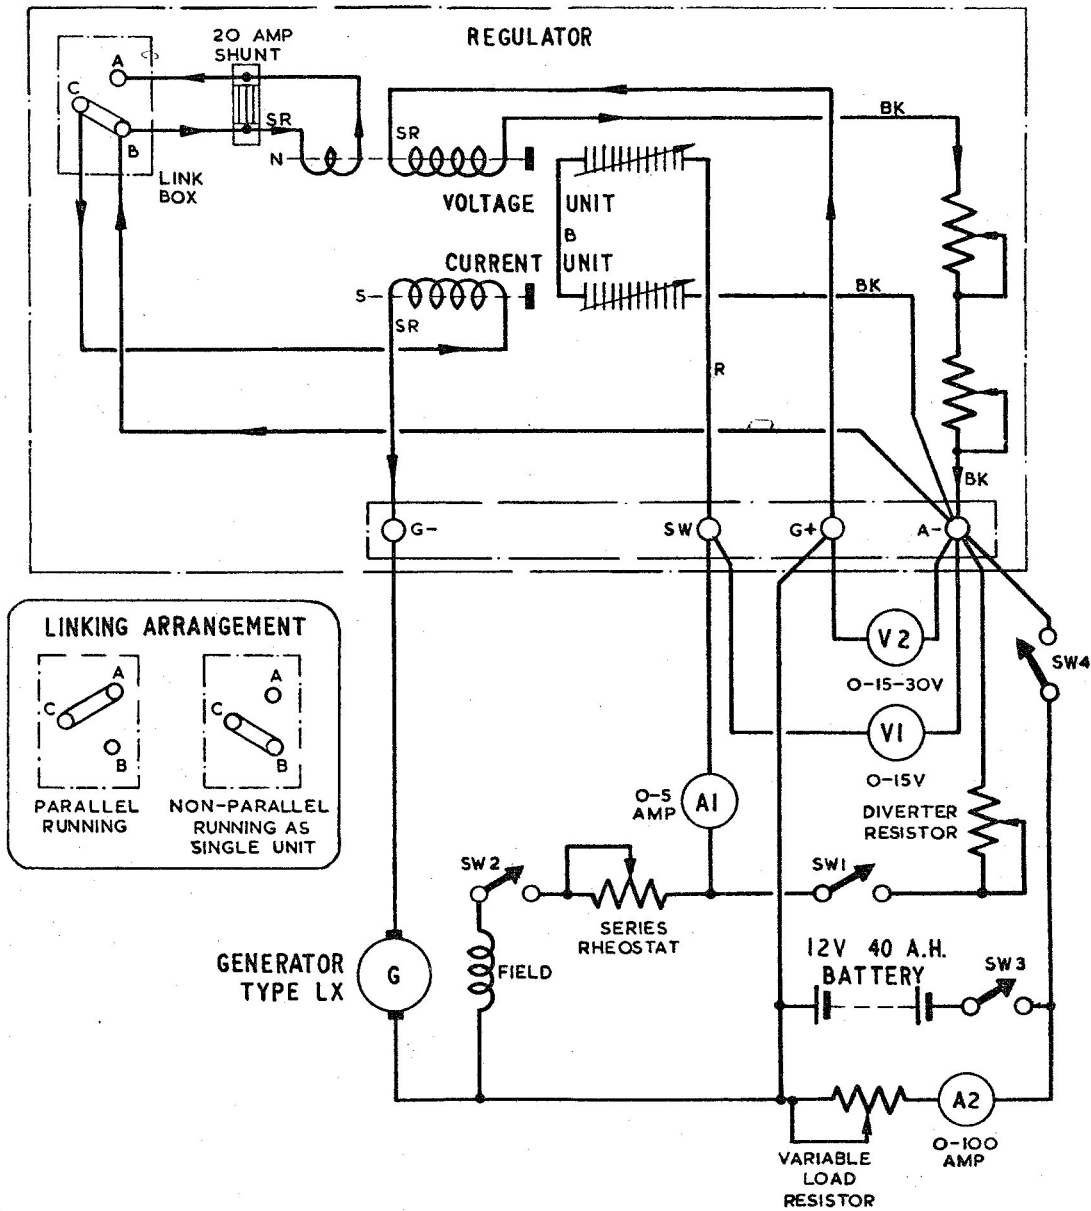 REGULATOR
20 AMP
SHUNT
A
C
B
SR
N
SR
BK
LINK
BOX
VOLTAGE UNIT
B
CURRENT UNIT
S
SR
BK
R
BK
G-
SW
G+
A-
LINKING ARRANGEMENT
A
C
B
A
C
B
PARALLEL
RUNNING
NON-PARALLEL
RUNNING AS
SINGLE UNIT
V2
0-15-30V
SW4
V1
0-15V
0-5
AMP
A1
DIVERTER
RESISTOR
SW2
SW1
SERIES
RHEOSTAT
GENERATOR
TYPE LX
G
FIELD
12V 40 A.H.
BATTERY
SW3
A2
0-100
AMP
VARIABLE
LOAD
RESISTOR